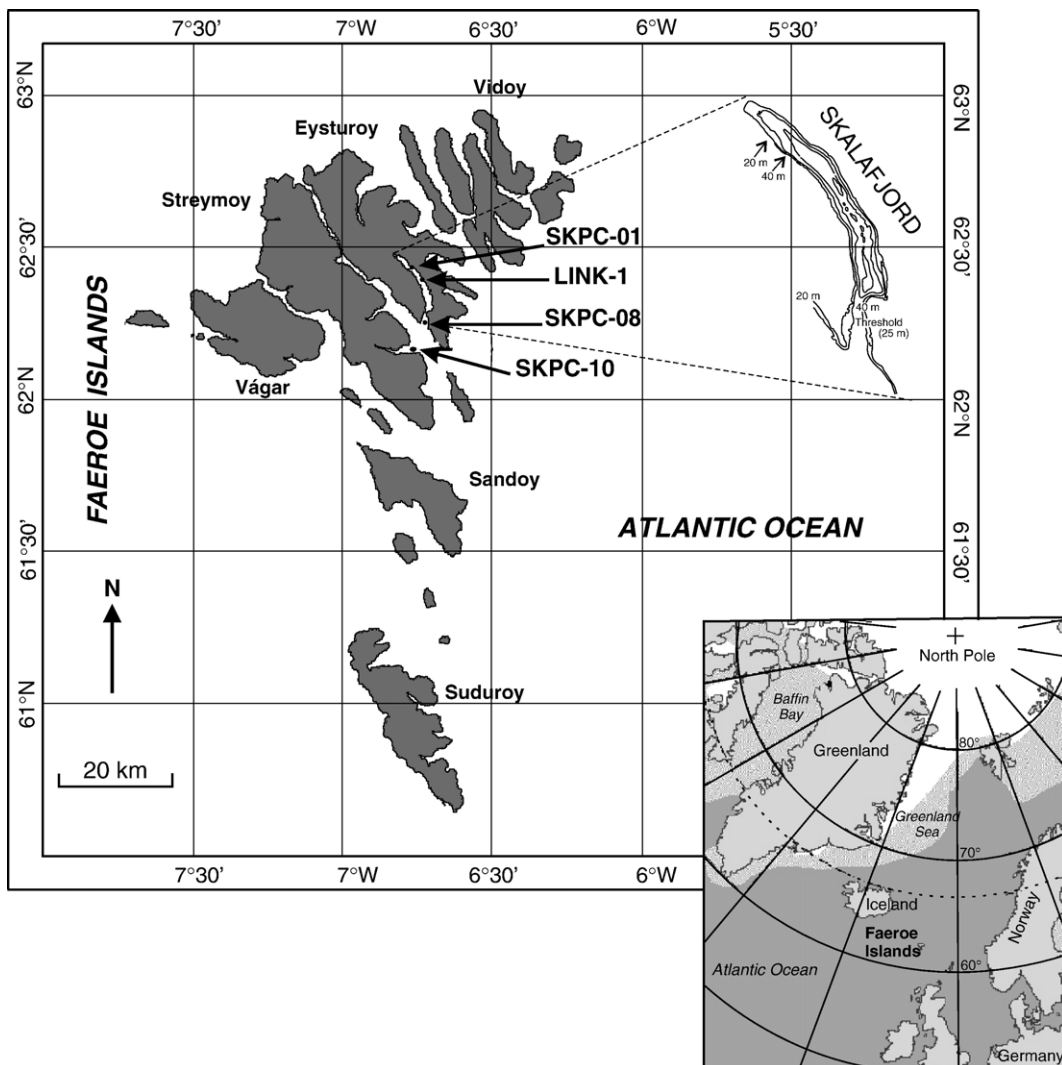 7°30'
7°W
6°30'
6°W
5°30'
63°N
63°N
Vidoy
Eysturoy
Streymoy
SKALAFJORD
20 m
40 m
62°30'
62°30'
SKPC-01
LINK-1
SKPC-08
SKPC-10
20 m
40 m
Threshold
(25 m)
Vágar
62°N
62°N
FAEROE ISLANDS
Sandoy
ATLANTIC OCEAN
61°30'
61°30'
N
Suduroy
61°N
20 km
7°30'
7°W
6°30'
6°W
North Pole
Baffin
Bay
Greenland
80°
Greenland
Sea
70°
Iceland
Norway
Faeroe
Islands
Atlantic Ocean
60°
Germany